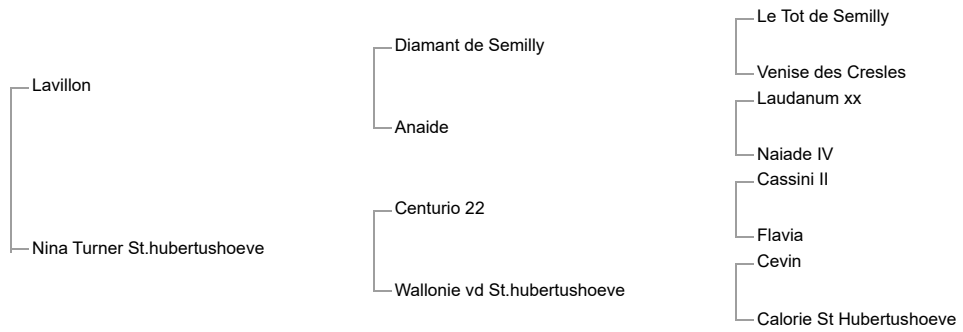 Le Tot de Semilly
Diamant de Semilly
Venise des Cresles
Lavillon
Laudanum xx
Anaide
Naiade IV
Cassini II
Centurio 22
Flavia
Nina Turner St.hubertushoeve
Cevin
Wallonie vd St.hubertushoeve
Calorie St Hubertushoeve